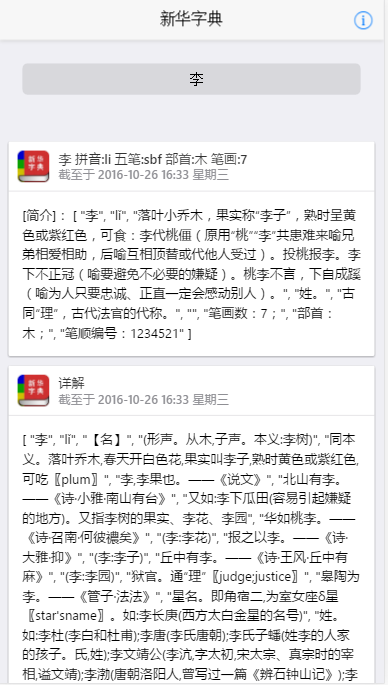 新华字典
李
新华
字典
李 拼音:li 五笔:sbf 部首:木 笔画:7
截至于 2016-10-26 16:33 星期三
[简介]： [ "李", "lǐ", "落叶小乔木，果实称“李子”，熟时呈黄
色或紫红色，可食：李代桃僵（原用“桃”“李”共患难来喻兄
弟相爱相助，后喻互相顶替或代他人受过）。投桃报李。李
下不正冠（喻要避免不必要的嫌疑）。桃李不言，下自成蹊
（喻为人只要忠诚、正直一定会感动别人）。", "姓。", "古
同“理”，古代法官的代称。", "", "笔画数：7；", "部首：
木；", "笔顺编号：1234521" ]
新华
字典
详解
截至于 2016-10-26 16:33 星期三
[ "李", "lǐ", "【名】", "(形声。从木,子声。本义:李树)", "同本
义。落叶乔木,春天开白色花,果实叫李子,熟时黄色或紫红色,
可吃〖plum〗", "李,李果也。——《说文》", "北山有李。
——《诗·小雅·南山有台》", "又如:李下瓜田(容易引起嫌疑
的地方)。又指李树的果实、李花、李园", "华如桃李。——
《诗·召南·何彼襛矣》", "(李:李花)", "报之以李。——《诗·
大雅·抑》", "(李:李子)", "丘中有李。——《诗·王风·丘中有
麻》", "(李:李园)", "狱官。通“理”〖judge;justice〗", "皋陶为
李。——《管子·法法》", "星名。即角宿二,为室女座δ星
〖star'sname〗。如:李长庚(西方太白金星的名号)", "姓。
如:李杜(李白和杜甫);李唐(李氏唐朝);李氏子蟠(姓李的人家
的孩子。氏,姓);李文靖公(李沆,字太初,宋太宗、真宗时的宰
相,谥文靖);李渤(唐朝洛阳人,曾写过一篇《辨石钟山记》);李